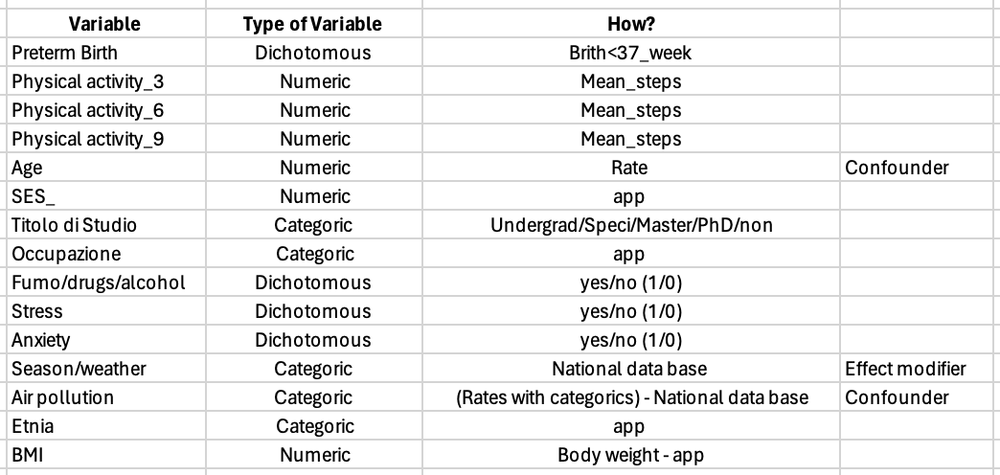 Variable Type of Variable How?
Preterm Birth Dichotomous Brith<37_week
Physical activity_3 Numeric Mean_steps
Physical activity_6 Numeric Mean_steps
Physical activity_9 Numeric Mean_steps
Age Numeric Rate Confounder
SES_ Numeric app
Titolo di Studio Categoric Undergrad/Speci/Master/PhD/non
Occupazione Categoric app
Fumo/drugs/alcohol Dichotomous yes/no (1/0)
Stress Dichotomous yes/no (1/0)
Anxiety Dichotomous yes/no (1/0)
Season/weather Categoric National data base Effect modifier
Air pollution Categoric (Rates with categorics) - National data base Confounder
Etnia Categoric app
BMI Numeric Body weight - app